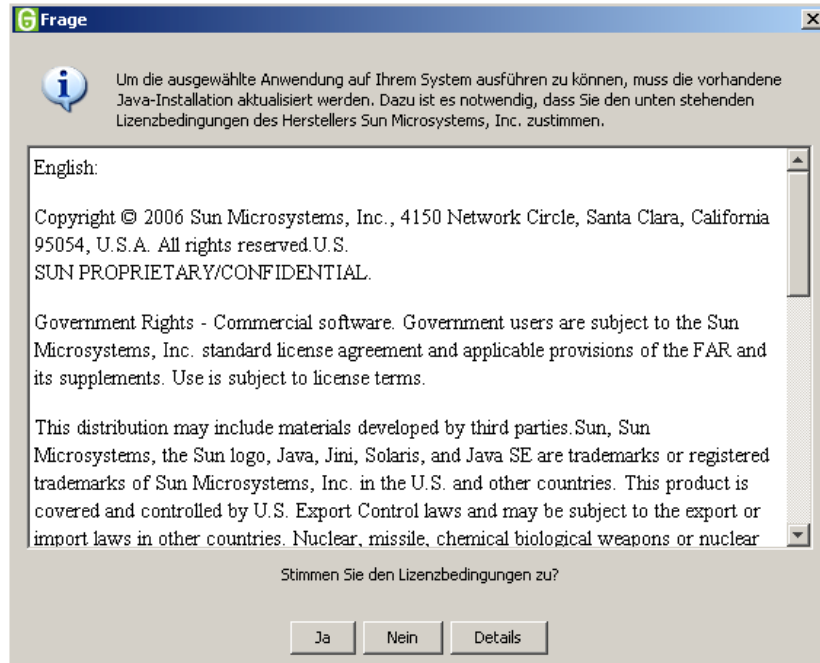 G Frage
Um die ausgewählte Anwendung auf Ihrem System ausführen zu können, muss die vorhandene
Java-Installation aktualisiert werden. Dazu ist es notwendig, dass Sie den unten stehenden
Lizenzbedingungen des Herstellers Sun Microsystems, Inc. zustimmen.
English:
Copyright © 2006 Sun Microsystems, Inc., 4150 Network Circle, Santa Clara, California
95054, U.S.A. All rights reserved.U.S.
SUN PROPRIETARY/CONFIDENTIAL.
Government Rights - Commercial software. Government users are subject to the Sun
Microsystems, Inc. standard license agreement and applicable provisions of the FAR and
its supplements. Use is subject to license terms.
This distribution may include materials developed by third parties.Sun, Sun
Microsystems, the Sun logo, Java, Jini, Solaris, and Java SE are trademarks or registered
trademarks of Sun Microsystems, Inc. in the U.S. and other countries. This product is
covered and controlled by U.S. Export Control laws and may be subject to the export or
import laws in other countries. Nuclear, missile, chemical biological weapons or nuclear
Stimmen Sie den Lizenzbedingungen zu?
Ja Nein Details